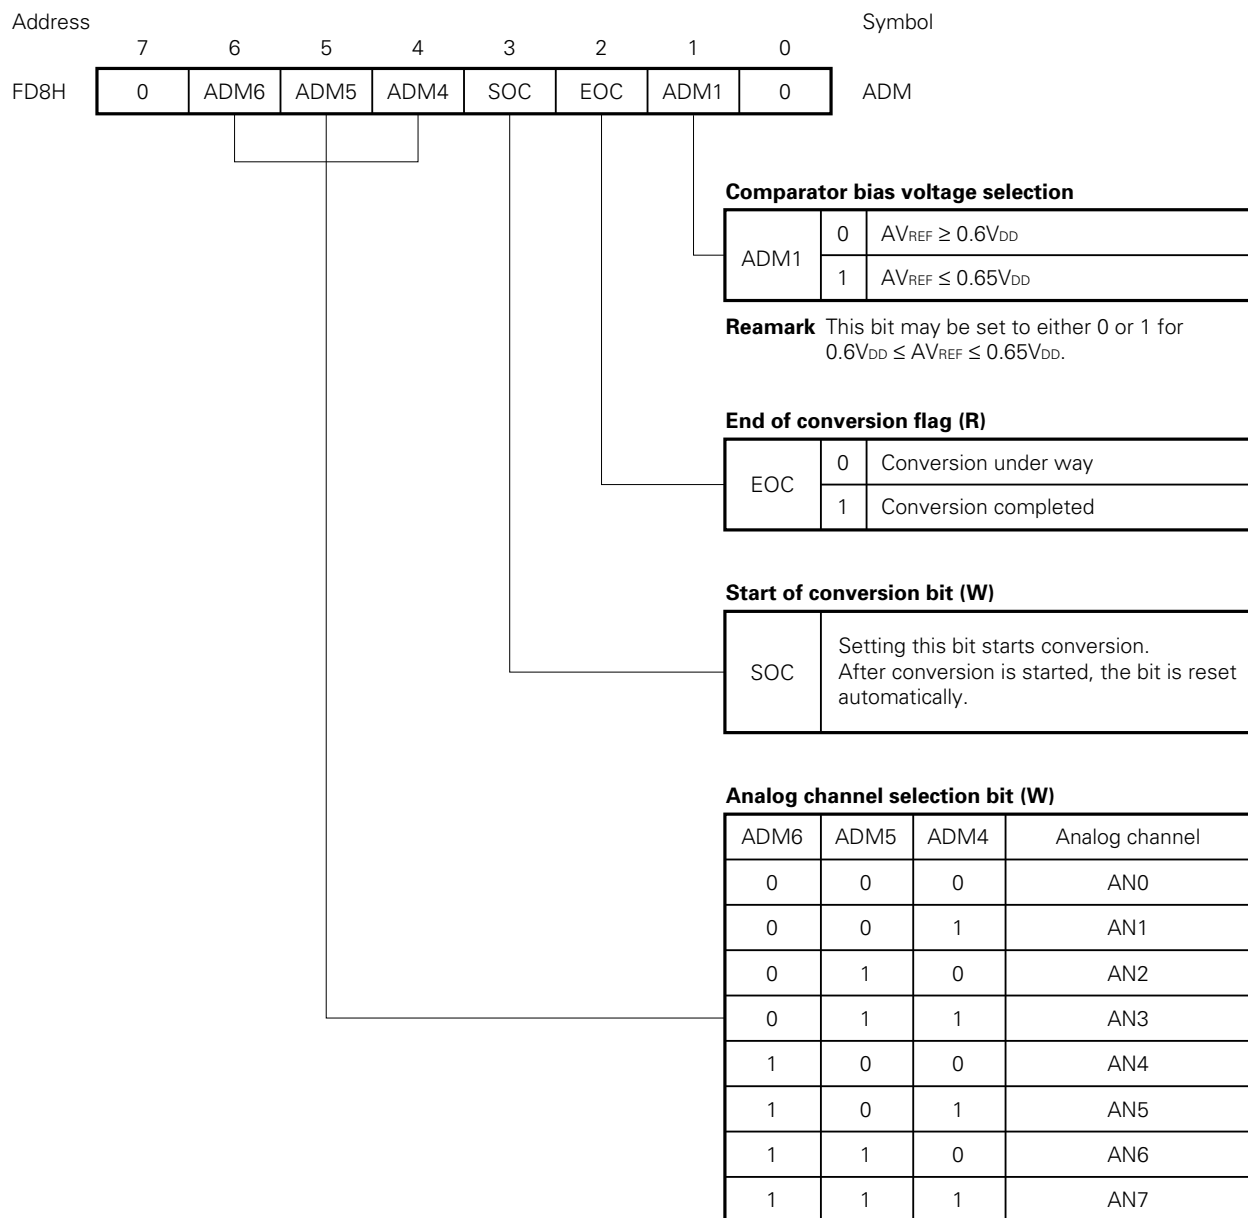 Address Symbol
7 6 5 4 3 2 1 0
FD8H 0 ADM6 ADM5 ADM4 SOC EOC ADM1 0 ADM
Comparator bias voltage selection
ADM1
0 AVREF ≥ 0.6VDD
1 AVREF ≤ 0.65VDD
Reamark This bit may be set to either 0 or 1 for
0.6VDD ≤ AVREF ≤ 0.65VDD.
End of conversion flag (R)
EOC
0 Conversion under way
1 Conversion completed
Start of conversion bit (W)
SOC
Setting this bit starts conversion.
After conversion is started, the bit is reset
automatically.
Analog channel selection bit (W)
ADM6 ADM5 ADM4 Analog channel
0 0 0 AN0
0 0 1 AN1
0 1 0 AN2
0 1 1 AN3
1 0 0 AN4
1 0 1 AN5
1 1 0 AN6
1 1 1 AN7